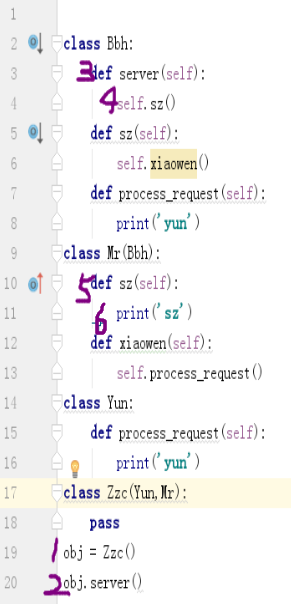 1
2 class Bbh:
3 3 def server(self):
4 4 self.sz()
5 def sz(self):
6 self.xiaowen()
7 def process_request(self):
8 print('yun')
9 class Mr(Bbh):
10 5 def sz(self):
11 6 print('sz')
12 def xiaowen(self):
13 self.process_request()
14 class Yun:
15 def process_request(self):
16 print('yun')
17 class Zzc(Yun,Mr):
18 pass
19 1 obj = Zzc()
20 2 obj.server()